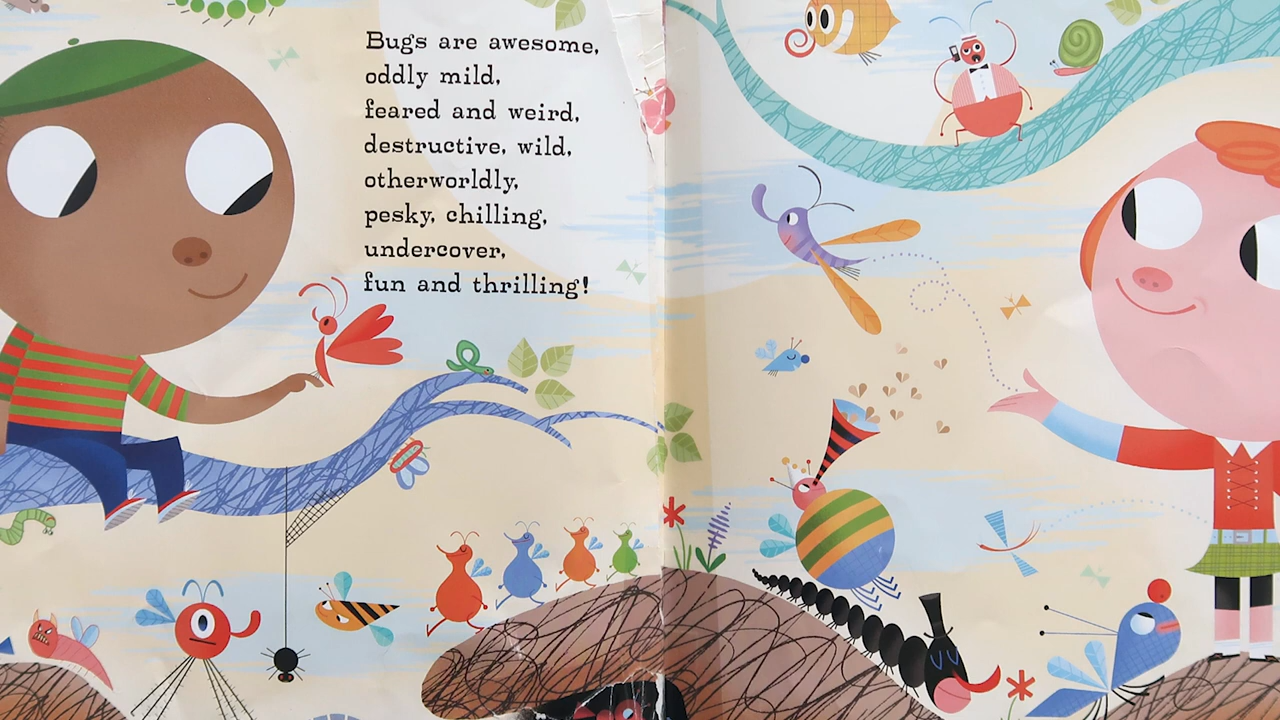 Bugs are awesome,
oddly mild,
feared and weird,
destructive, wild,
otherworldly,
pesky, chilling,
undercover,
fun and thrilling!